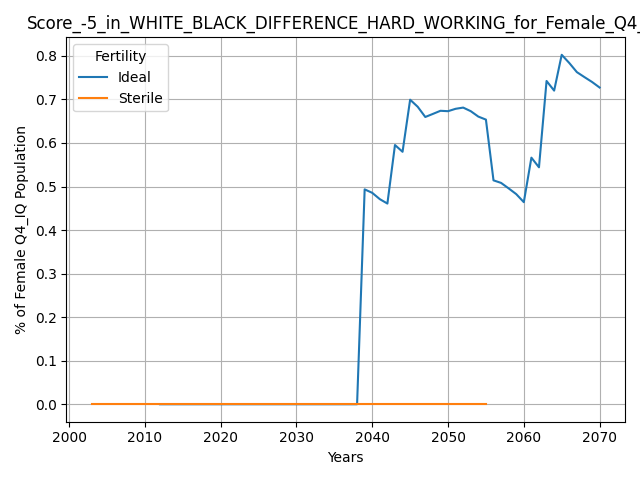 Score_-5_in_WHITE_BLACK_DIFFERENCE_HARD_WORKING_for_Female_Q4_
Fertility
Ideal
Sterile
% of Female Q4_IQ Population
0.8
0.7
0.6
0.5
0.4
0.3
0.2
0.1
0.0
2000 2010 2020 2030 2040 2050 2060 2070
Years